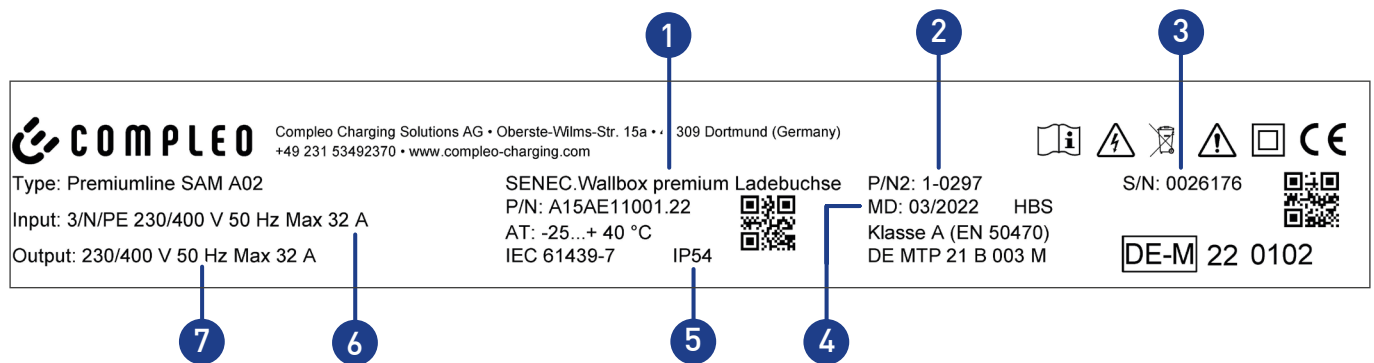 1
2
3
COMPLEO
Compleo Charging Solutions AG • Oberste-Wilms-Str. 15a • 309 Dortmund (Germany)
+49 231 53492370 • www.compleo-charging.com
Type: Premiumline SAM A02
Input: 3/N/PE 230/400 V 50 Hz Max 32 A
Output: 230/400 V 50 Hz Max 32 A
SENEC.Wallbox premium Ladebuchse
P/N: A15AE11001.22
AT: -25...+ 40 °C
IEC 61439-7 IP54
P/N2: 1-0297
MD: 03/2022 HBS
Klasse A (EN 50470)
DE MTP 21 B 003 M
S/N: 0026176
CE
DE-M 22 0102
7
6
5
4